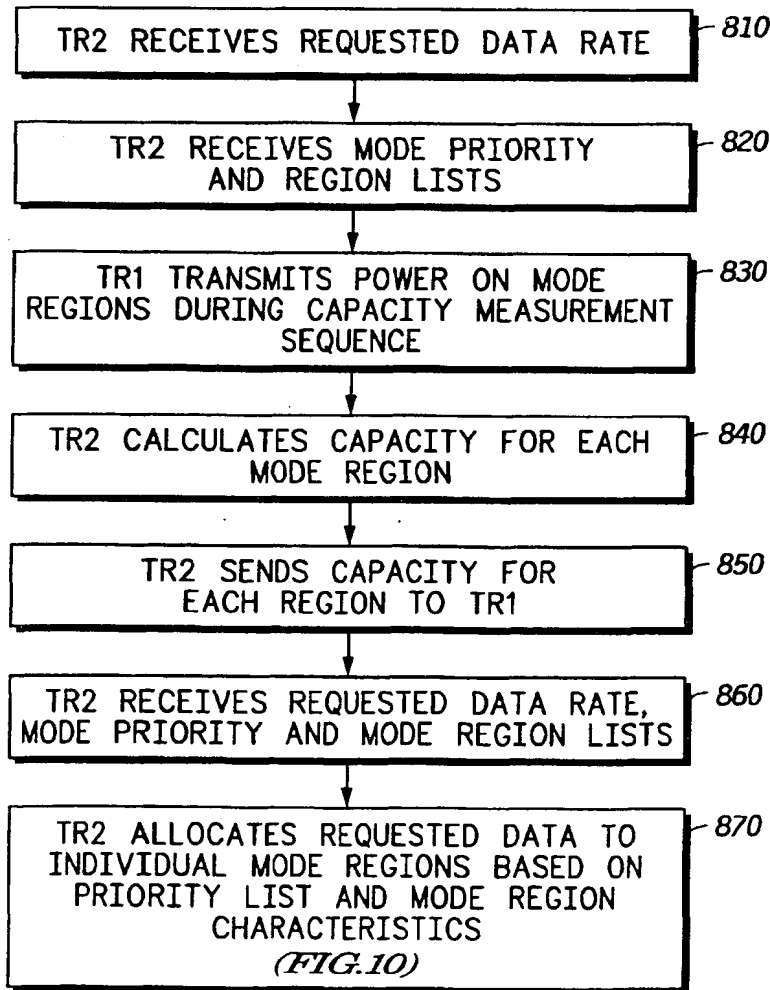 TR2 RECEIVES REQUESTED DATA RATE
810
TR2 RECEIVES MODE PRIORITY
AND REGION LISTS
820
TR1 TRANSMITS POWER ON MODE
REGIONS DURING CAPACITY MEASUREMENT
SEQUENCE
830
TR2 CALCULATES CAPACITY FOR EACH
MODE REGION
840
TR2 SENDS CAPACITY FOR
EACH REGION TO TR1
850
TR2 RECEIVES REQUESTED DATA RATE,
MODE PRIORITY AND MODE REGION LISTS
860
TR2 ALLOCATES REQUESTED DATA TO
INDIVIDUAL MODE REGIONS BASED ON
PRIORITY LIST AND MODE REGION
CHARACTERISTICS
(FIG.10)
870